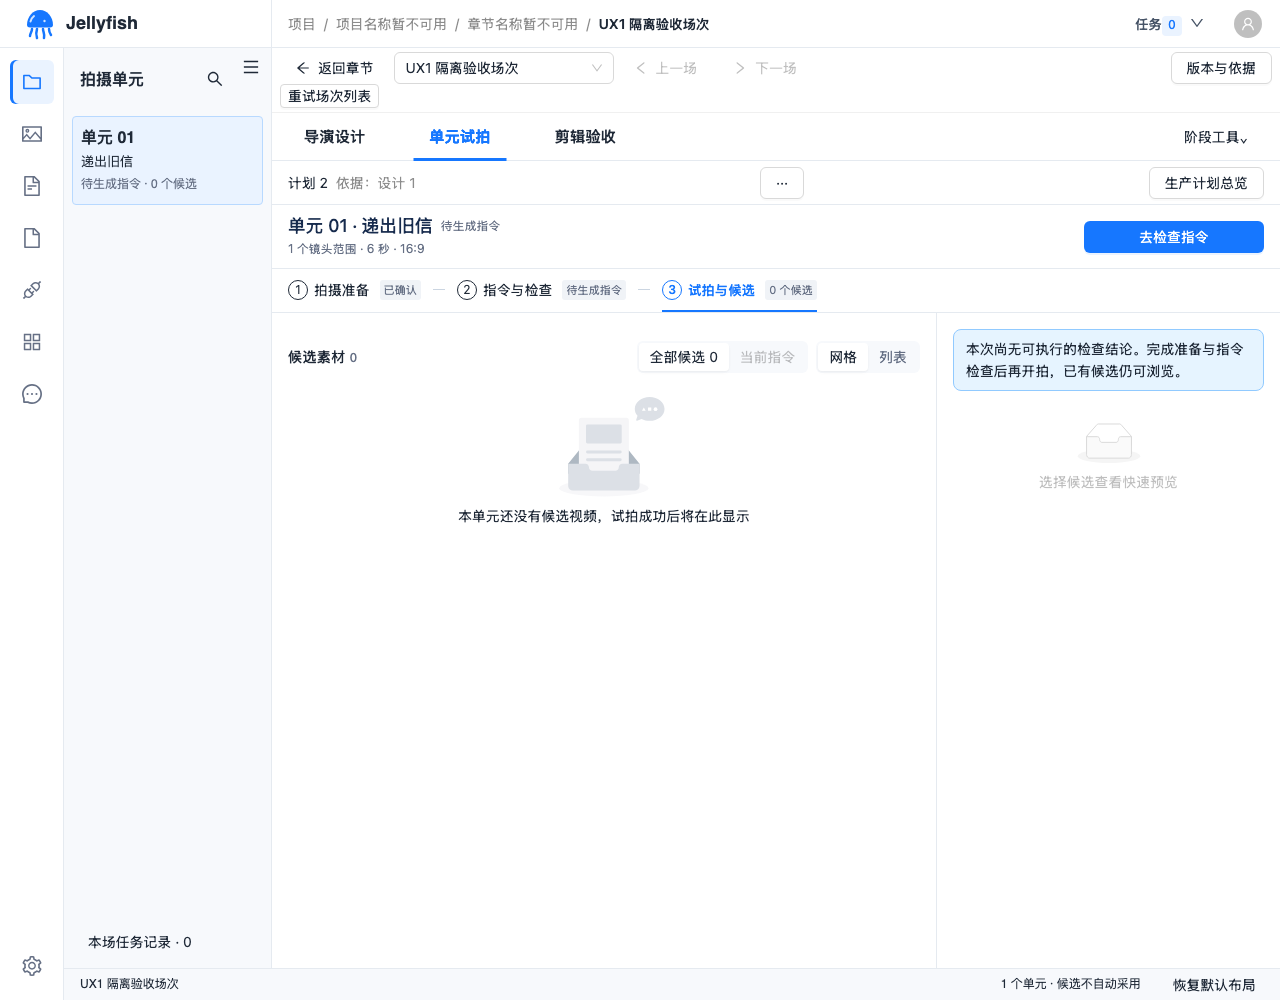 Jellyfish
项目 / 项目名称暂不可用 / 章节名称暂不可用 / UX1 隔离验收场次
任务 0
拍摄单元
返回章节
UX1 隔离验收场次
上一场
下一场
版本与依据
重试场次列表
单元 01
递出旧信
待生成指令 · 0 个候选
导演设计
单元试拍
剪辑验收
阶段工具
计划 2 依据：设计 1
...
生产计划总览
单元 01 · 递出旧信 待生成指令
1 个镜头范围 · 6 秒 · 16:9
去检查指令
1 拍摄准备 已确认
2 指令与检查 待生成指令
3 试拍与候选 0 个候选
候选素材 0
全部候选 0
当前指令
网格
列表
本单元还没有候选视频，试拍成功后将在此显示
本次尚无可执行的检查结论。完成准备与指令
检查后再开拍，已有候选仍可浏览。
选择候选查看快速预览
本场任务记录 · 0
UX1 隔离验收场次
1 个单元 · 候选不自动采用
恢复默认布局